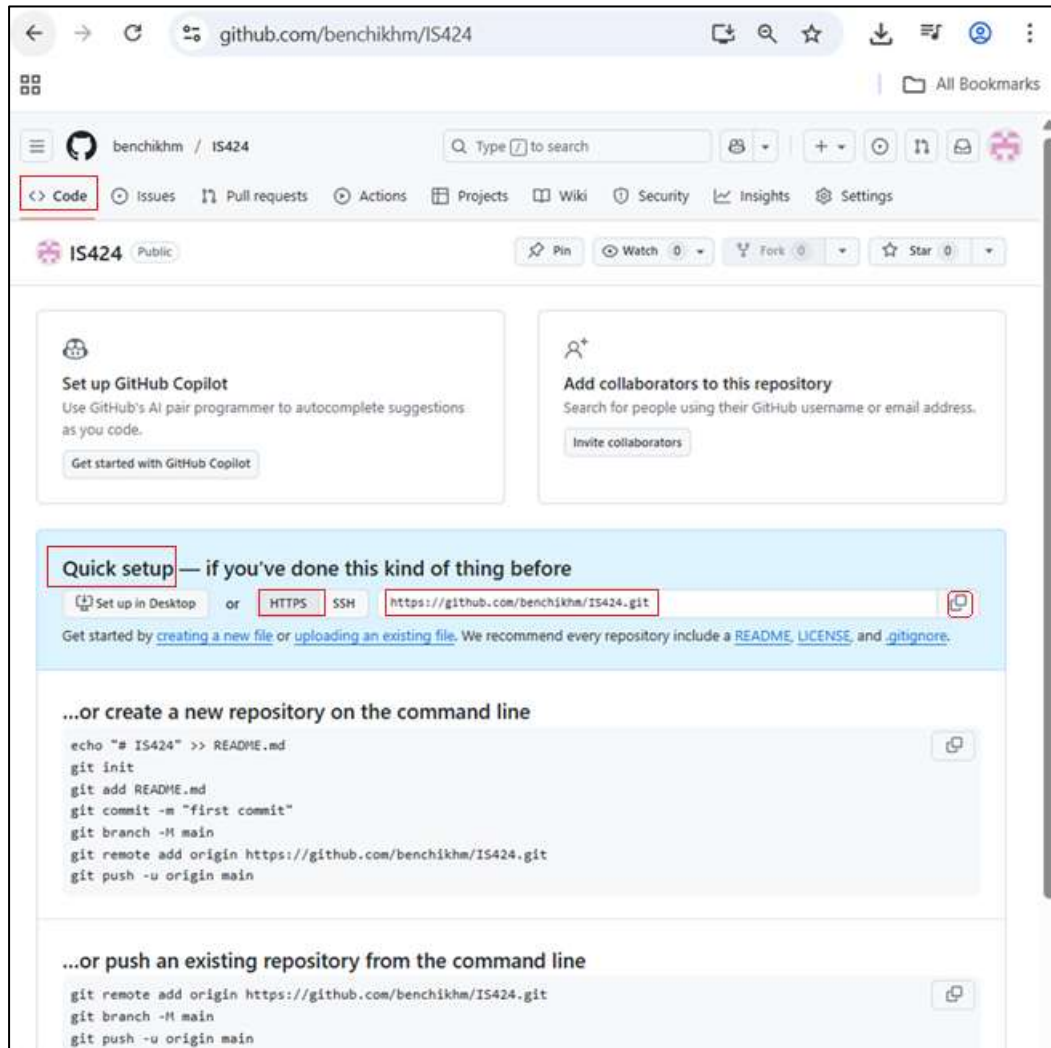 github.com/benchikhm/IS424
All Bookmarks
benchikhm / IS424
Type / to search
<> Code Issues Pull requests Actions Projects Wiki Security Insights Settings
IS424 Public Pin Watch 0 Fork 0 Star 0
Set up GitHub Copilot
Use GitHub's AI pair programmer to autocomplete suggestions
as you code.
Get started with GitHub Copilot
Add collaborators to this repository
Search for people using their GitHub username or email address.
Invite collaborators
Quick setup — if you've done this kind of thing before
Set up in Desktop or HTTPS SSH https://github.com/benchikhm/IS424.git
Get started by creating a new file or uploading an existing file. We recommend every repository include a README, LICENSE, and .gitignore.
...or create a new repository on the command line
echo "# IS424" >> README.md
git init
git add README.md
git commit -m "first commit"
git branch -M main
git remote add origin https://github.com/benchikhm/IS424.git
git push -u origin main
...or push an existing repository from the command line
git remote add origin https://github.com/benchikhm/IS424.git
git branch -M main
git push -u origin main